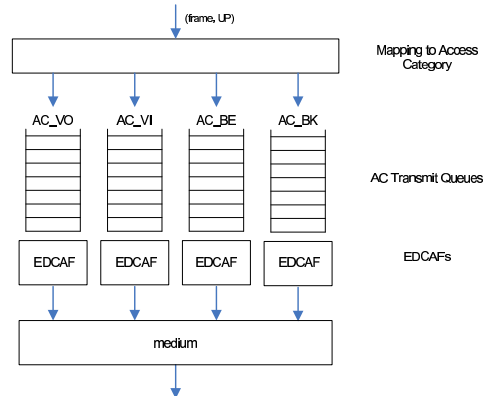 (frame, UP)
Mapping to Access
Category
AC_VO AC_VI AC_BE AC_BK
AC Transmit Queues
EDCAF EDCAF EDCAF EDCAF
EDCAFs
medium